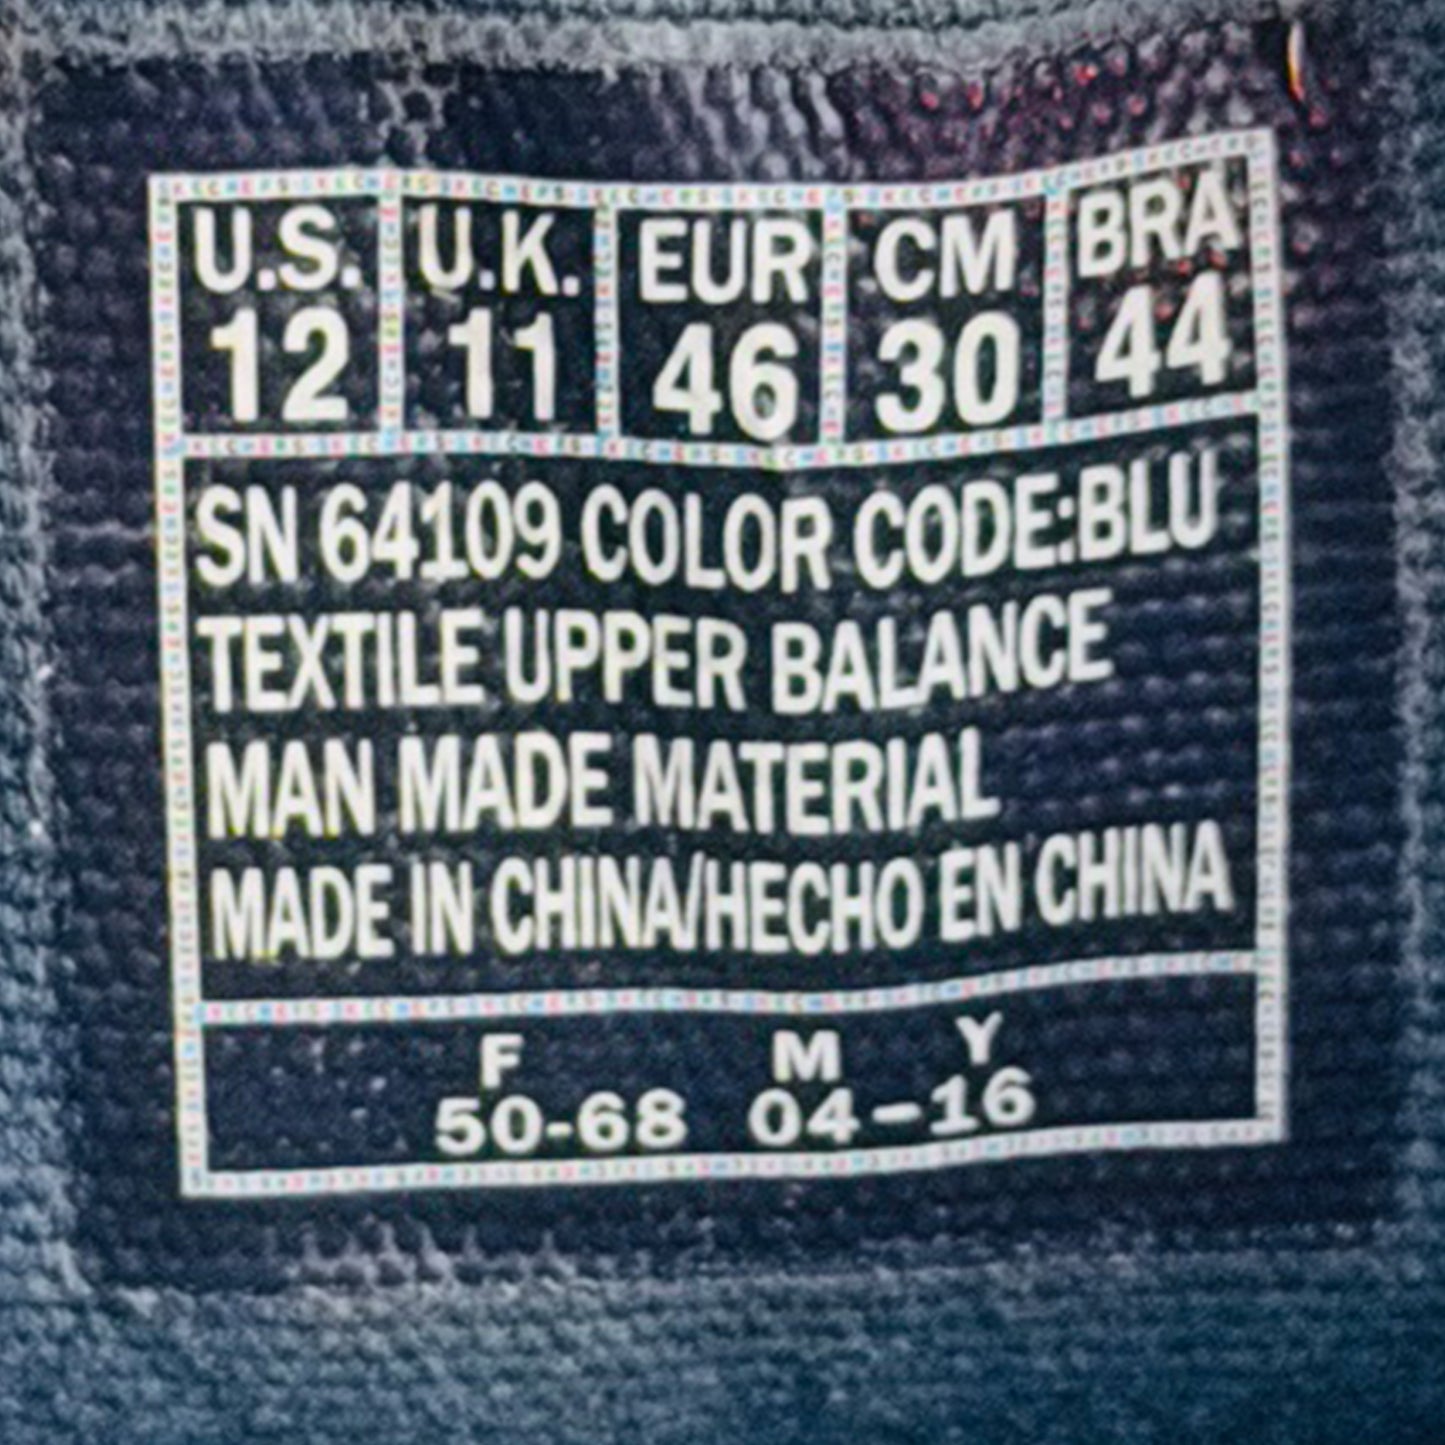 U.S. U.K. EUR CM BRA
12 11 46 30 44
SN 64109 COLOR CODE:BLU
TEXTILE UPPER BALANCE
MAN MADE MATERIAL
MADE IN CHINA/HECHO EN CHINA
F M Y
50-68 04-16